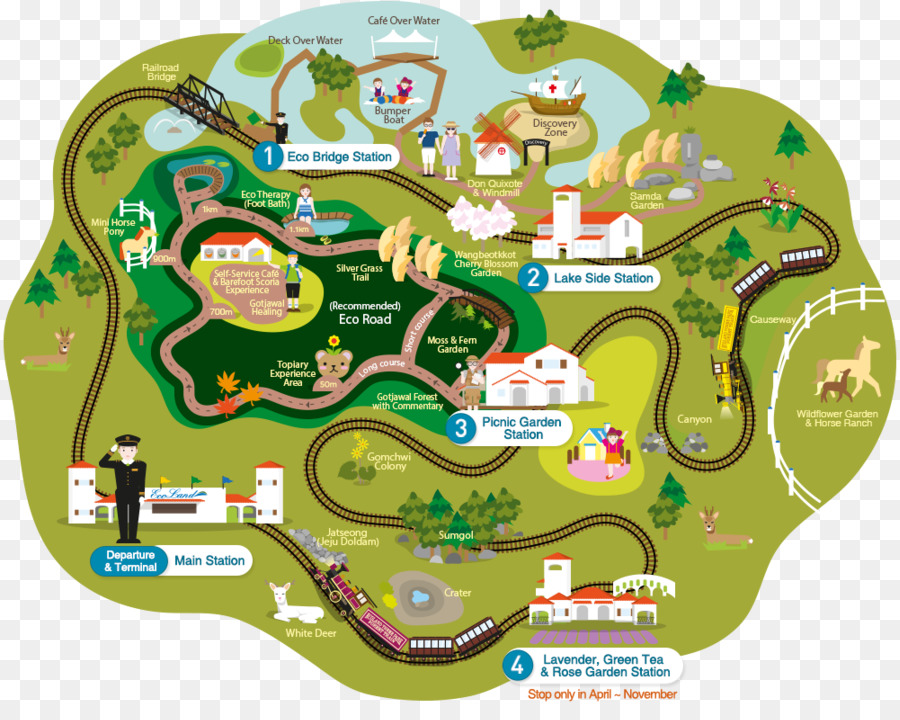 Café Over Water
Deck Over Water
Railroad
Bridge
Bumper
Boat
Discovery
Zone
Discovery
1 Eco Bridge Station
Don Quixote
& Windmill
Samda
Garden
Eco Therapy
(Foot Bath)
1km
1.1km
Mini Horse
Pony
900m
Wangbeotkkot
Cherry Blossom
Garden
2 Lake Side Station
Self-Service Café
& Barefoot Scoria
Experience
Gotjawal
Healing
700m
Silver Grass
Trail
(Recommended)
Eco Road
Short course
Moss & Fern
Garden
Causeway
Topiary
Experience
Area
50m
Long course
Gotjawal Forest
with Commentary
3 Picnic Garden
Station
Canyon
Wildflower Garden
& Horse Ranch
Gomchwi
Colony
EcoLand
Jatseong
(Jeju Doldam)
Sumgol
Departure
& Terminal
Main Station
Crater
White Deer
4 Lavender, Green Tea
& Rose Garden Station
Stop only in April ~ November